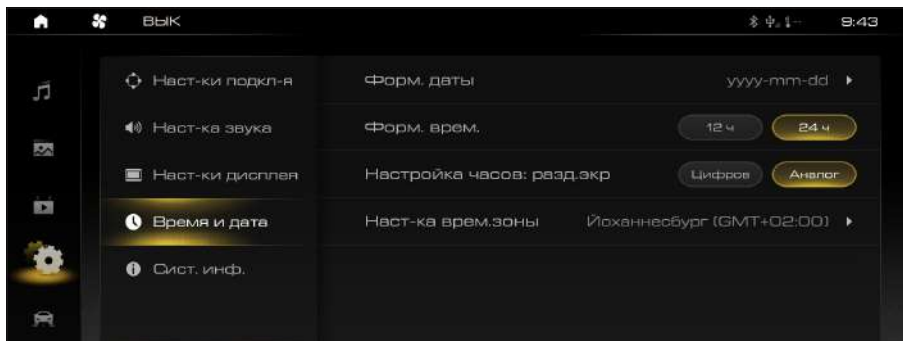 ВЫК 9:43
Наст-ки подкл-я
Форм. даты yyyy-mm-dd
Наст-ка звука
Форм. врем. 12 ч 24 ч
Наст-ки дисплея
Настройка часов: разд.экр Цифров Аналог
Время и дата
Наст-ка врем.зоны Йоханнесбург (GMT+02:00)
Сист. инф.